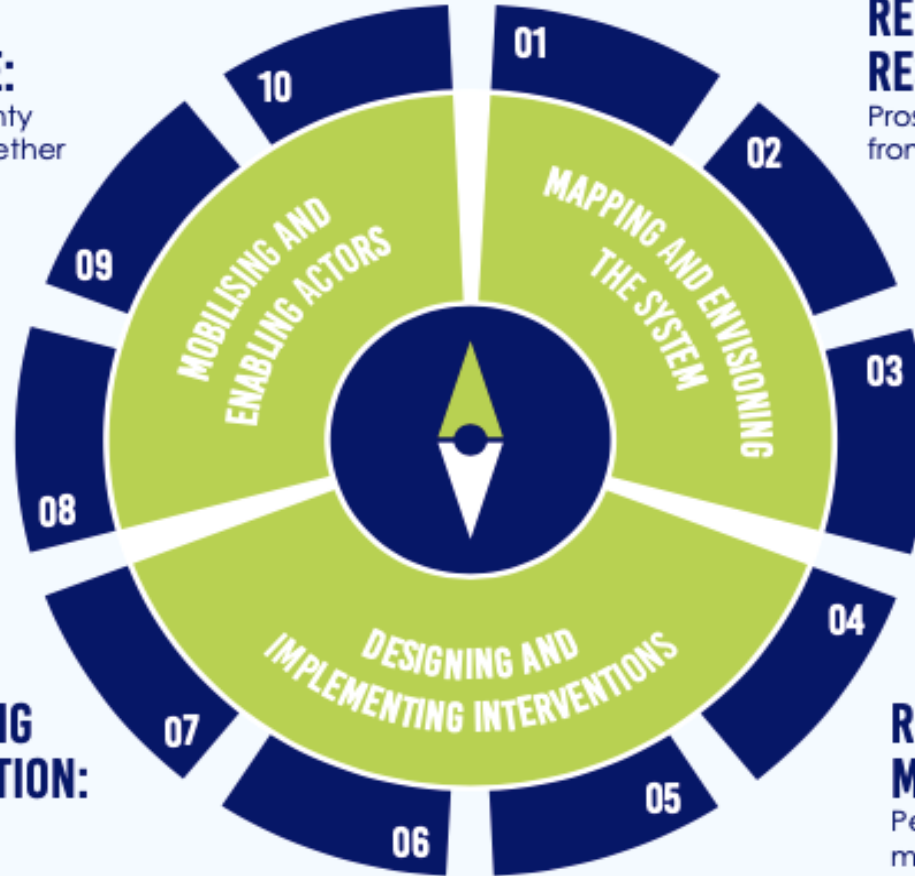 10
01
02
03
04
05
06
07
08
09
MAPPING AND ENVISIONING
THE SYSTEM
DESIGNING AND
IMPLEMENTING INTERVENTIONS
MOBILISING AND
ENABLING ACTORS